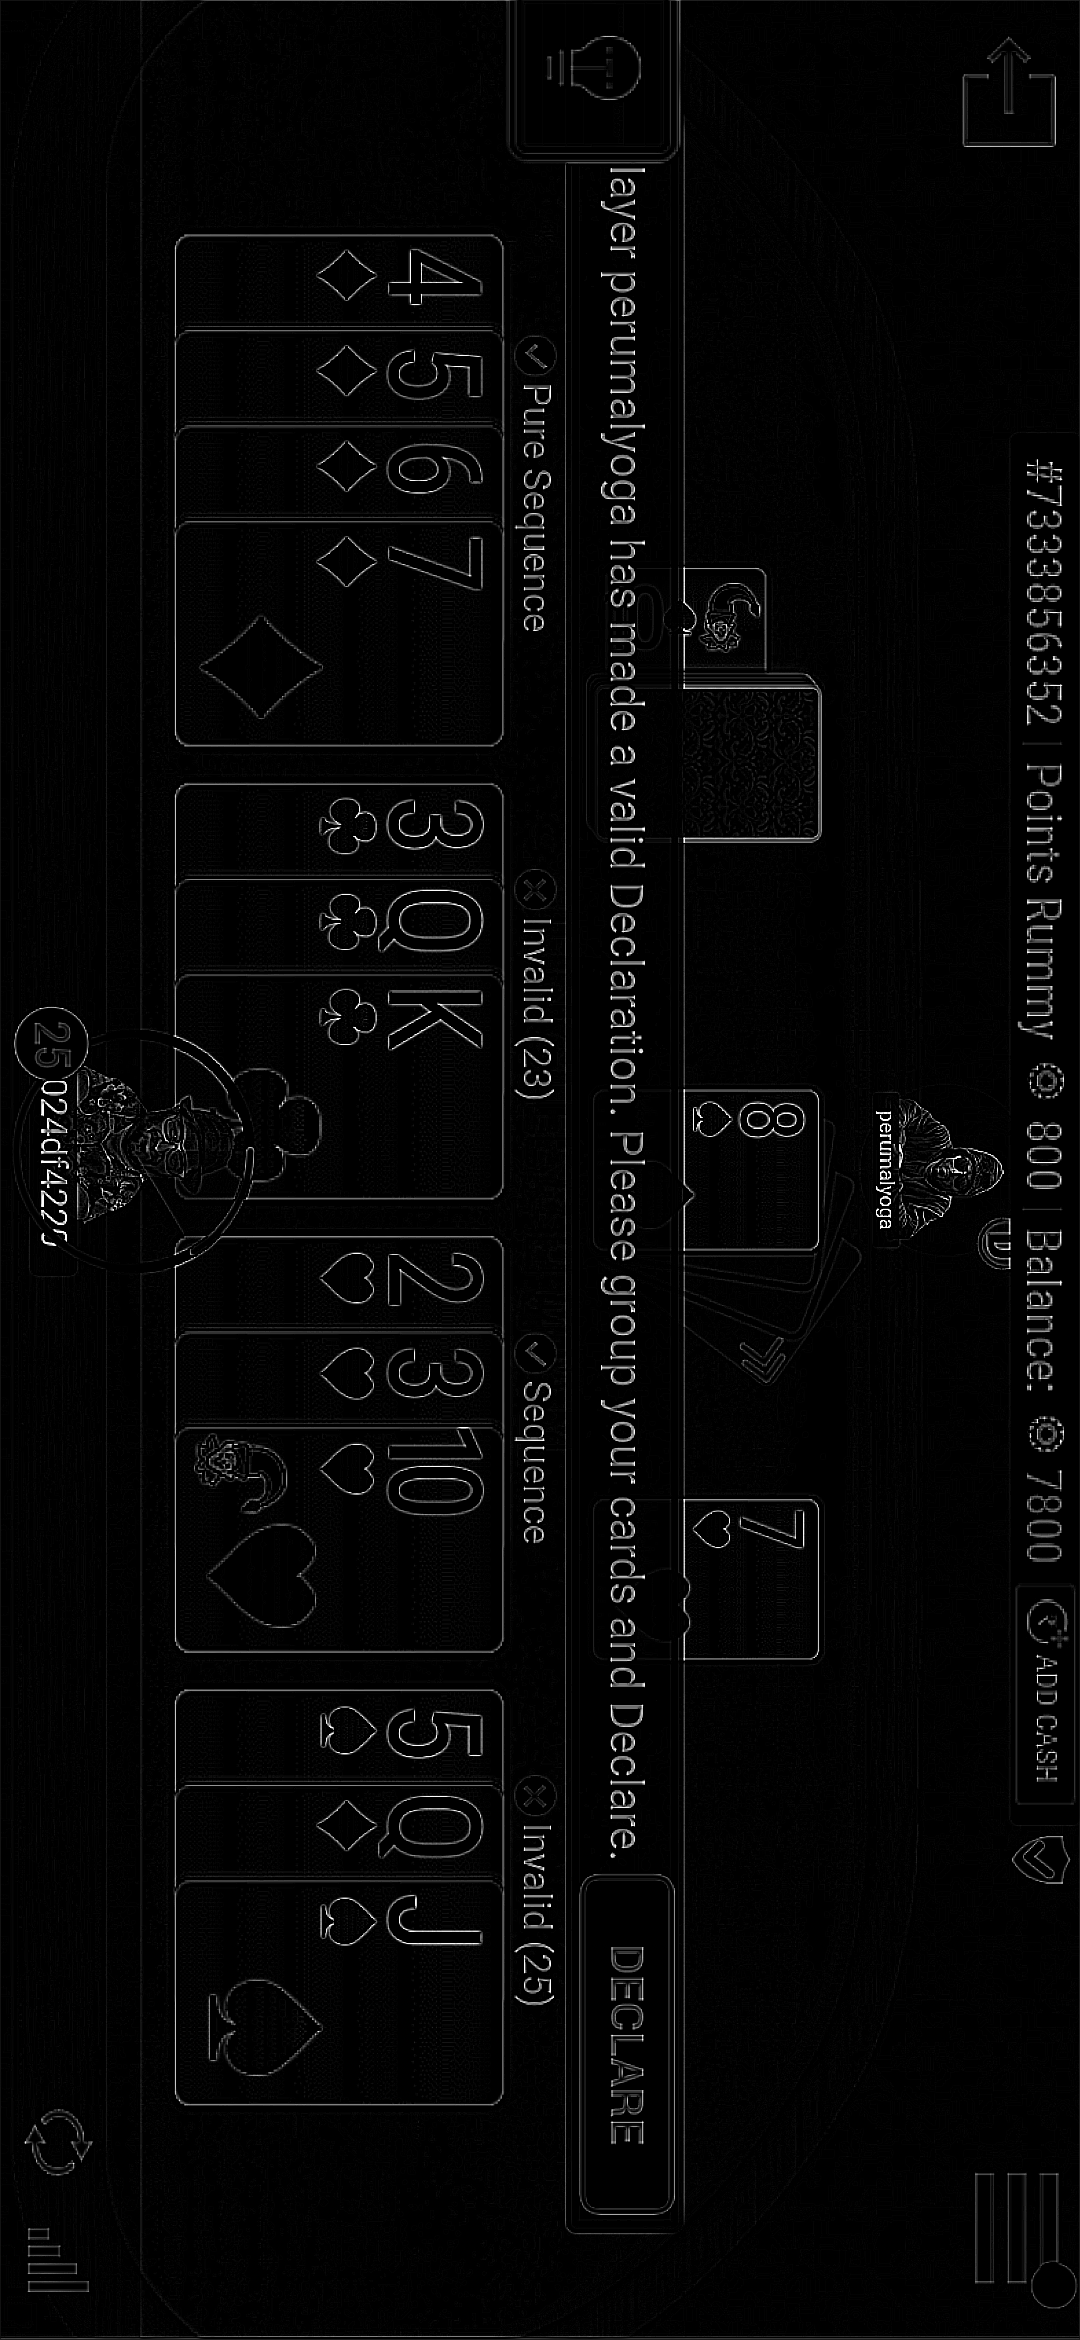 #7333856352 | Points Rummy 800 | Balance: 7800
ADD CASH
perumalyoga
D
8
7
layer perumalyoga has made a valid Declaration. Please group your cards and Declare.
DECLARE
Pure Sequence
Invalid (23)
Sequence
Invalid (25)
4 5 6 7
3 Q K
2 3 10
5 Q J
25